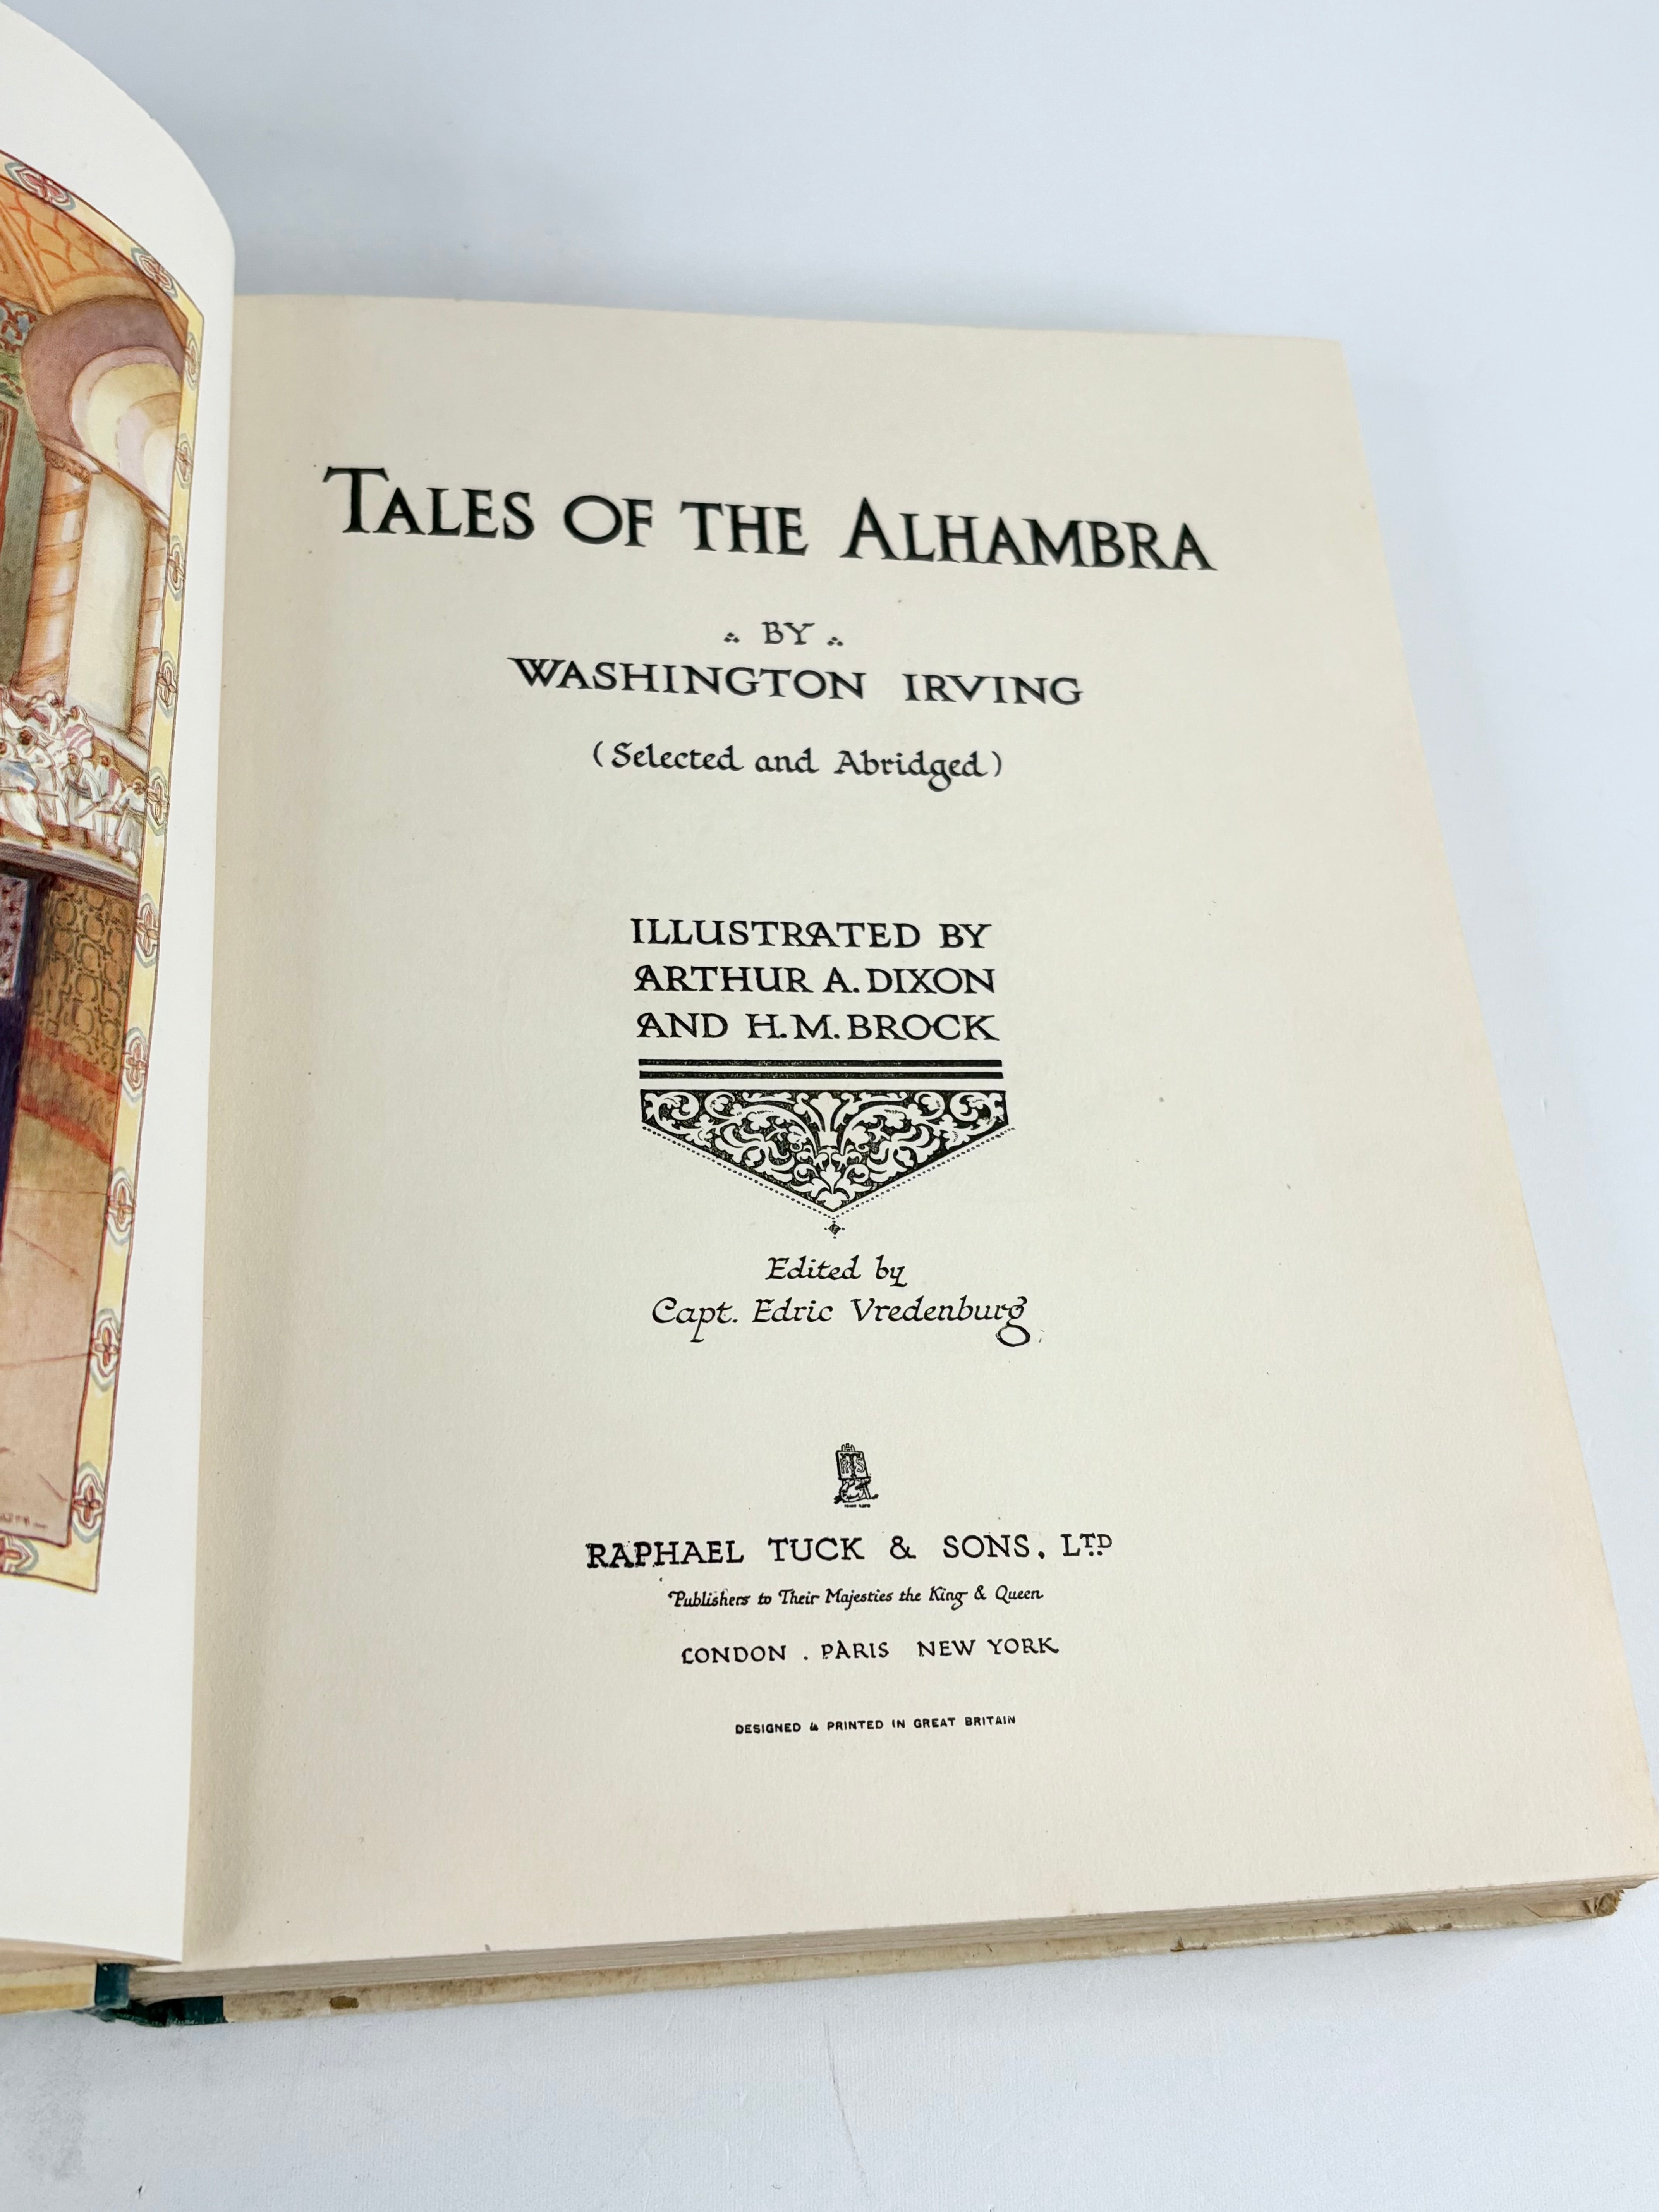 TALES OF THE ALHAMBRA
BY
WASHINGTON IRVING
(Selected and Abridged)
ILLUSTRATED BY
ARTHUR A. DIXON
AND H. M. BROCK
Edited by
Capt. Edric Vredenburg
RAPHAEL TUCK & SONS. LTD
Publishers to Their Majesties the King & Queen
LONDON . PARIS NEW YORK
DESIGNED & PRINTED IN GREAT BRITAIN